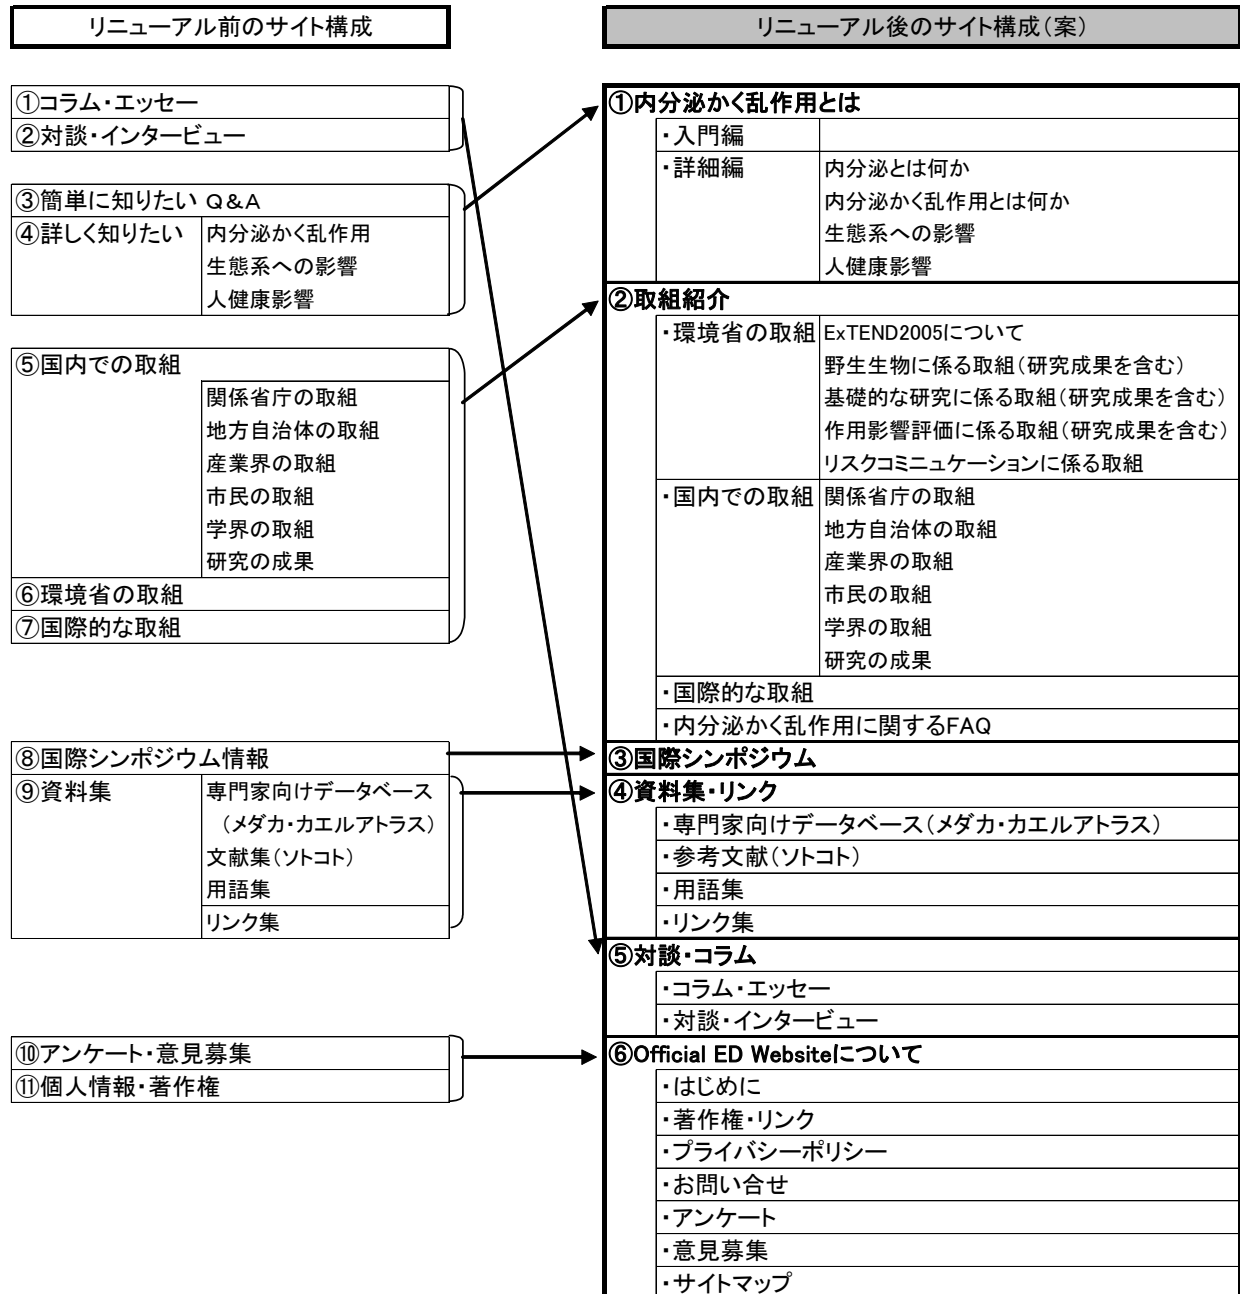 リニューアル前のサイト構成
①コラム・エッセー
②対談・インタービュー
③簡単に知りたい Q&A
④詳しく知りたい 内分泌かく乱作用
生態系への影響
人健康影響
⑤国内での取組
関係省庁の取組
地方自治体の取組
産業界の取組
市民の取組
学界の取組
研究の成果
⑥環境省の取組
⑦国際的な取組
⑧国際シンポジウム情報
⑨資料集 専門家向けデータベース
(メダカ・カエルアトラス)
文献集(ソトコト)
用語集
リンク集
⑩アンケート・意見募集
⑪個人情報・著作権
リニューアル後のサイト構成(案)
①内分泌かく乱作用とは
・入門編
・詳細編 内分泌とは何か
内分泌かく乱作用とは何か
生態系への影響
人健康影響
②取組紹介
・環境省の取組 ExTEND2005について
野生生物に係る取組(研究成果を含む)
基礎的な研究に係る取組(研究成果を含む)
作用影響評価に係る取組(研究成果を含む)
リスクコミニュケーションに係る取組
・国内での取組 関係省庁の取組
地方自治体の取組
産業界の取組
市民の取組
学界の取組
研究の成果
・国際的な取組
・内分泌かく乱作用に関するFAQ
③国際シンポジウム
④資料集・リンク
・専門家向けデータベース(メダカ・カエルアトラス)
・参考文献(ソトコト)
・用語集
・リンク集
⑤対談・コラム
・コラム・エッセー
・対談・インタービュー
⑥Official ED Websiteについて
・はじめに
・著作権・リンク
・プライバシーポリシー
・お問い合せ
・アンケート
・意見募集
・サイトマップ